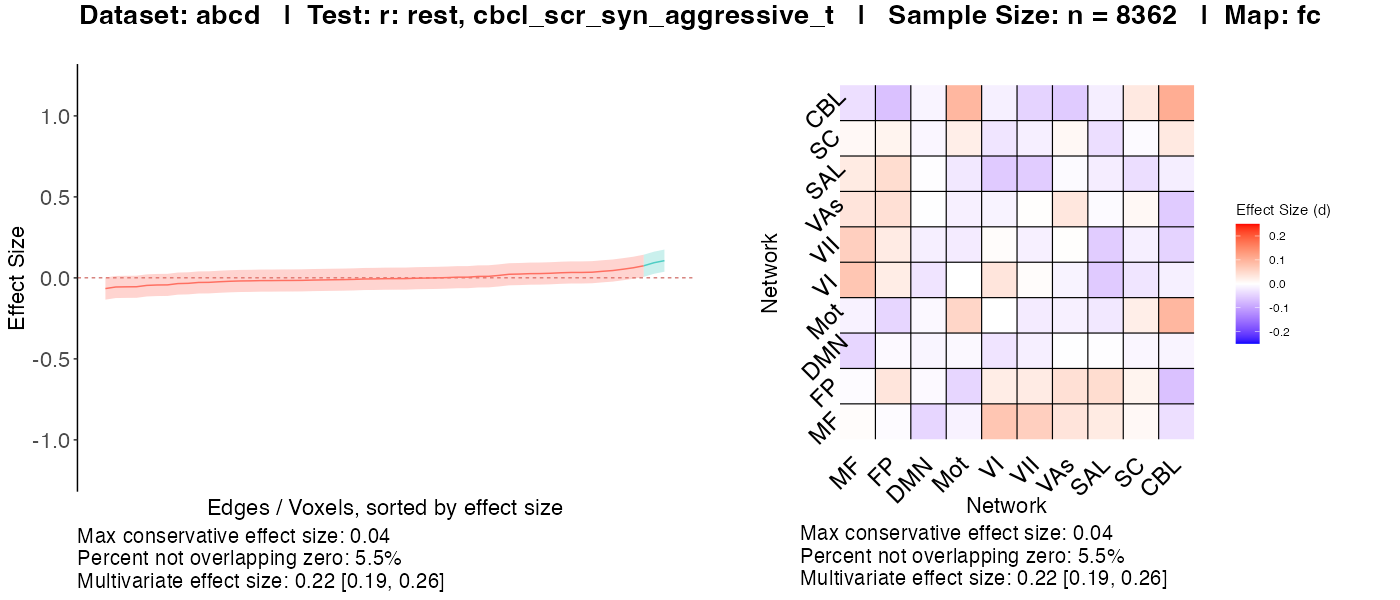 Dataset: abcd | Test: r: rest, cbcl_scr_syn_aggressive_t | Sample Size: n = 8362 | Map: fc
1.0
0.5
0.0
-0.5
-1.0
Effect Size
Edges / Voxels, sorted by effect size
Max conservative effect size: 0.04
Percent not overlapping zero: 5.5%
Multivariate effect size: 0.22 [0.19, 0.26]
Network
CBL
SC
SAL
VAs
VII
VI
Mot
DMN
FP
MF
MF
FP
DMN
Mot
VI
VII
VAs
SAL
SC
CBL
Network
Max conservative effect size: 0.04
Percent not overlapping zero: 5.5%
Multivariate effect size: 0.22 [0.19, 0.26]
Effect Size (d)
0.2
0.1
0.0
-0.1
-0.2